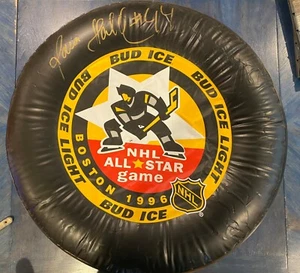 BUD ICE
BUD ICE LIGHT
BUD ICE LIGHT
NHL
ALL★STAR
game
BOSTON 1996
NHL
BUD ICE